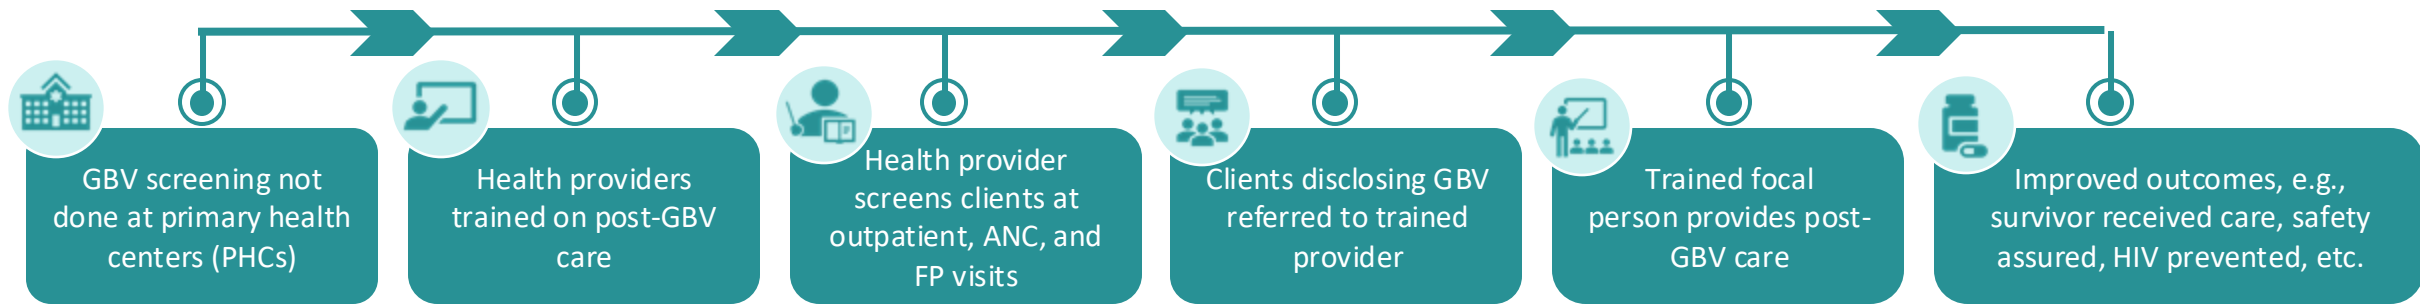 GBV screening not
done at primary health
centers (PHCs)
Health providers
trained on post-GBV
care
Health provider
screens clients at
outpatient, ANC, and
FP visits
Clients disclosing GBV
referred to trained
provider
Trained focal
person provides post-
GBV care
Improved outcomes, e.g.,
survivor received care, safety
assured, HIV prevented, etc.